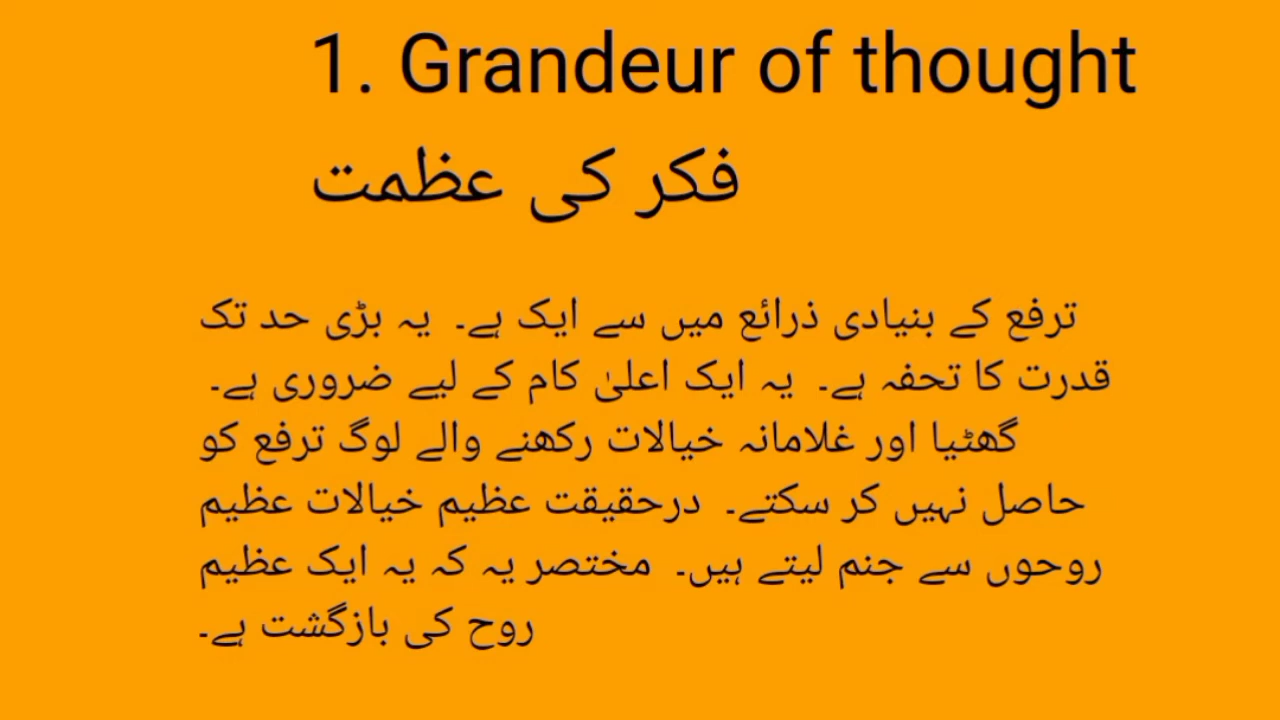 1. Grandeur of thought
فکر کی عظمت
ترفع کے بنیادی ذرائع میں سے ایک ہے۔ یہ بڑی حد تک
قدرت کا تحفہ ہے۔ یہ ایک اعلیٰ کام کے لیے ضروری ہے۔
گھٹیا اور غلامانہ خیالات رکھنے والے لوگ ترفع کو
حاصل نہیں کر سکتے۔ درحقیقت عظیم خیالات عظیم
روحوں سے جنم لیتے ہیں۔ مختصر یہ کہ یہ ایک عظیم
روح کی بازگشت ہے۔